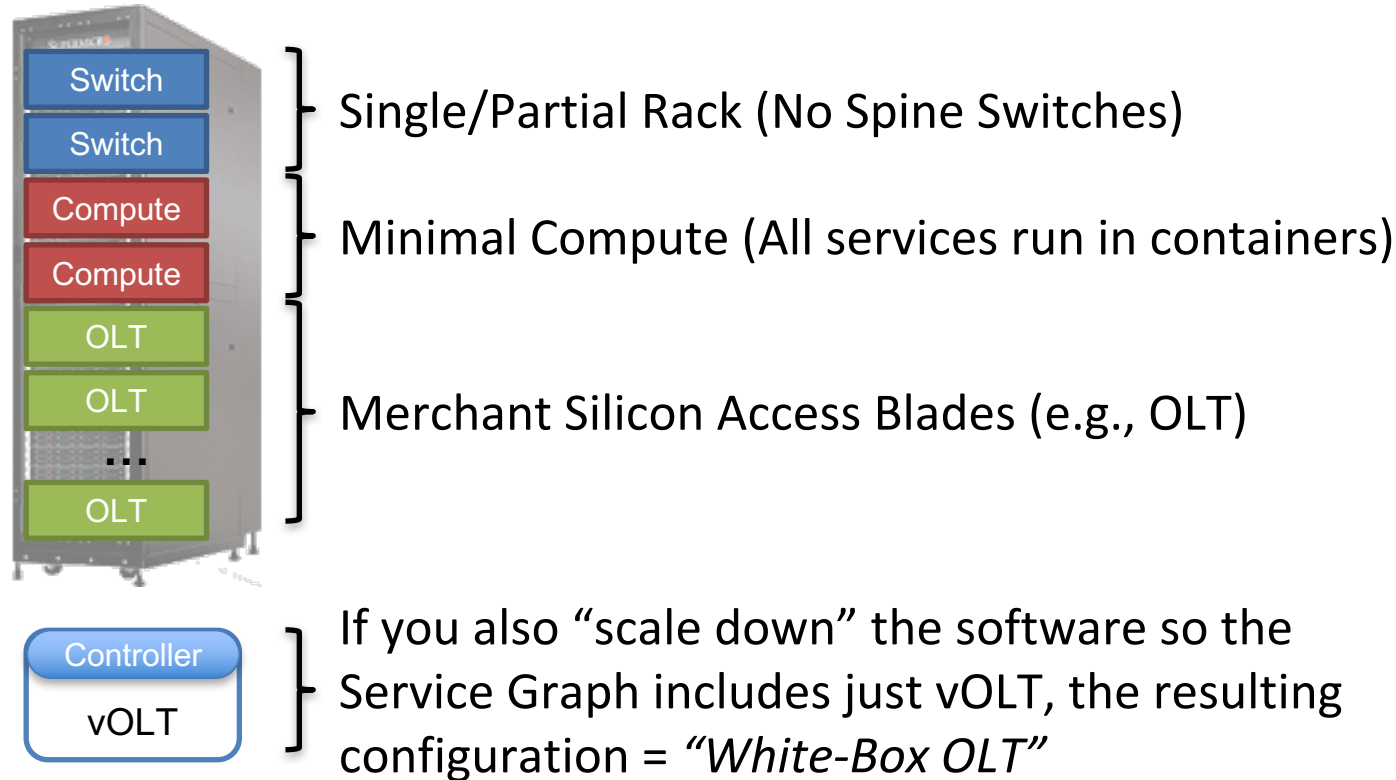 SUPERMICR
Switch
Switch
Single/Partial Rack (No Spine Switches)
Compute
Compute
Minimal Compute (All services run in containers)
OLT
OLT
...
OLT
Merchant Silicon Access Blades (e.g., OLT)
Controller
vOLT
If you also “scale down” the software so the
Service Graph includes just vOLT, the resulting
configuration = “White-Box OLT”